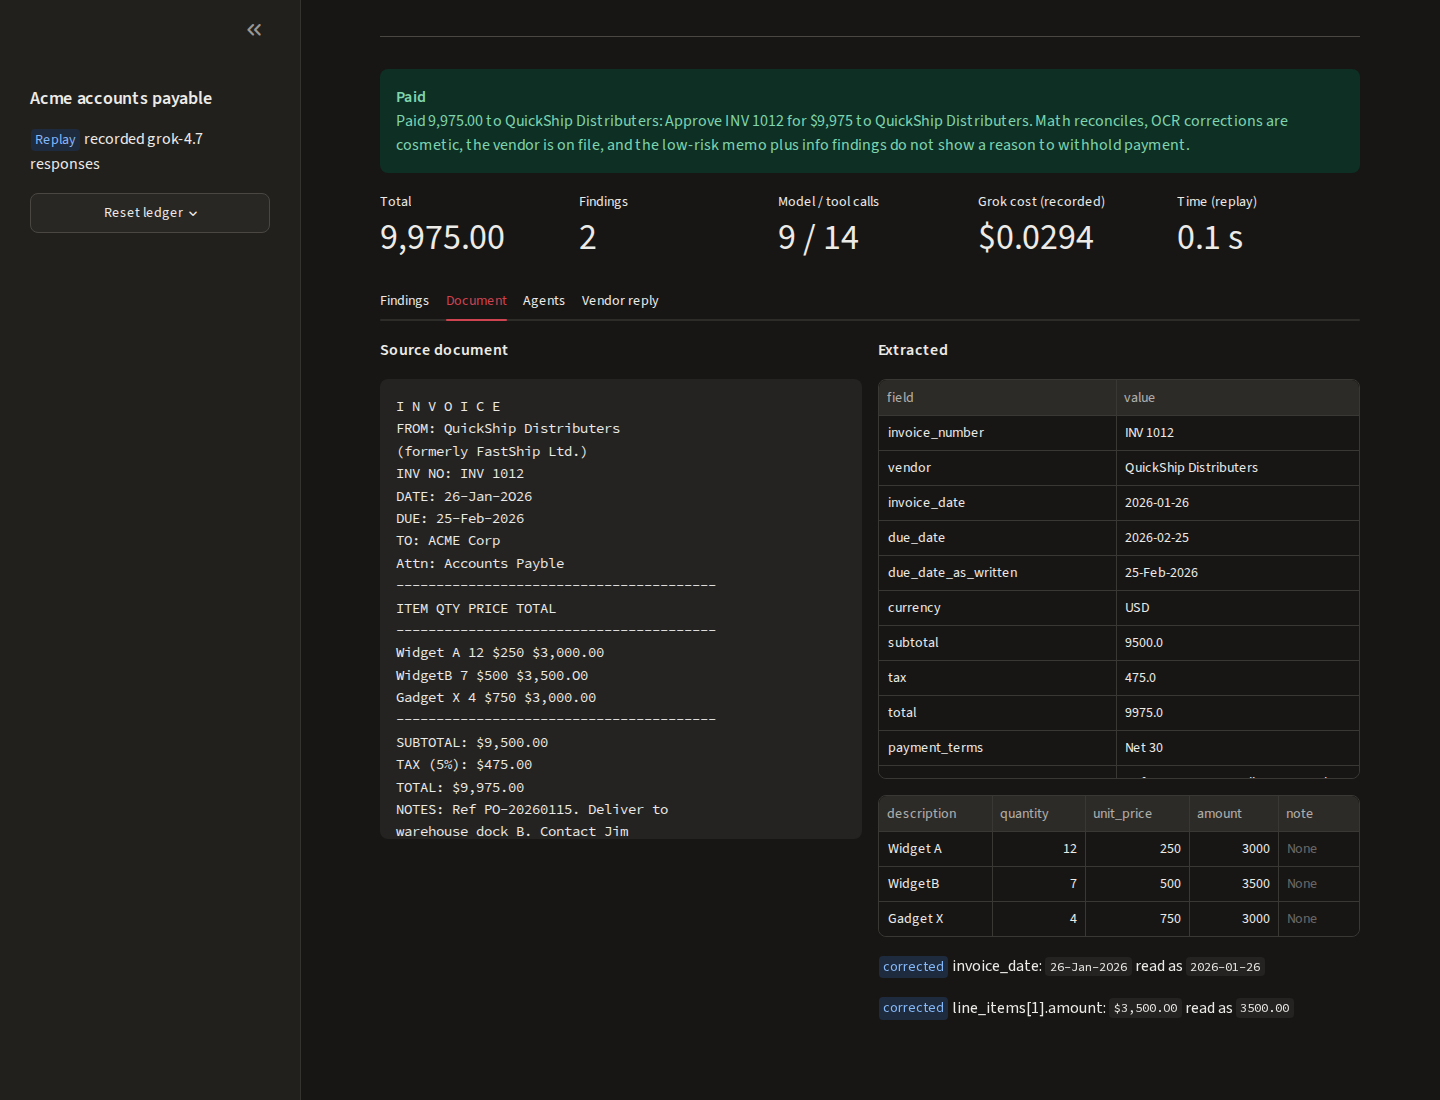 Acme accounts payable
Replay recorded grok-4.7
responses
Reset ledger
Paid
Paid 9,975.00 to QuickShip Distributers: Approve INV 1012 for $9,975 to QuickShip Distributers. Math reconciles, OCR corrections are
cosmetic, the vendor is on file, and the low-risk memo plus info findings do not show a reason to withhold payment.
Total Findings Model / tool calls Grok cost (recorded) Time (replay)
9,975.00 2 9 / 14 $0.0294 0.1 s
Findings Document Agents Vendor reply
Source document
I N V O I C E
FROM: QuickShip Distributers
(formerly FastShip Ltd.)
INV NO: INV 1012
DATE: 26-Jan-2O26
DUE: 25-Feb-2026
TO: ACME Corp
Attn: Accounts Payble
----------------------------------------
ITEM QTY PRICE TOTAL
----------------------------------------
Widget A 12 $250 $3,000.00
WidgetB 7 $500 $3,500.O0
Gadget X 4 $750 $3,000.00
----------------------------------------
SUBTOTAL: $9,500.00
TAX (5%): $475.00
TOTAL: $9,975.00
NOTES: Ref PO-20260115. Deliver to
warehouse dock B. Contact Jim
Extracted
field value
invoice_number INV 1012
vendor QuickShip Distributers
invoice_date 2026-01-26
due_date 2026-02-25
due_date_as_written 25-Feb-2026
currency USD
subtotal 9500.0
tax 475.0
total 9975.0
payment_terms Net 30
description quantity unit_price amount note
Widget A 12 250 3000 None
WidgetB 7 500 3500 None
Gadget X 4 750 3000 None
corrected invoice_date: 26-Jan-2O26 read as 2026-01-26
corrected line_items[1].amount: $3,500.O0 read as 3500.00